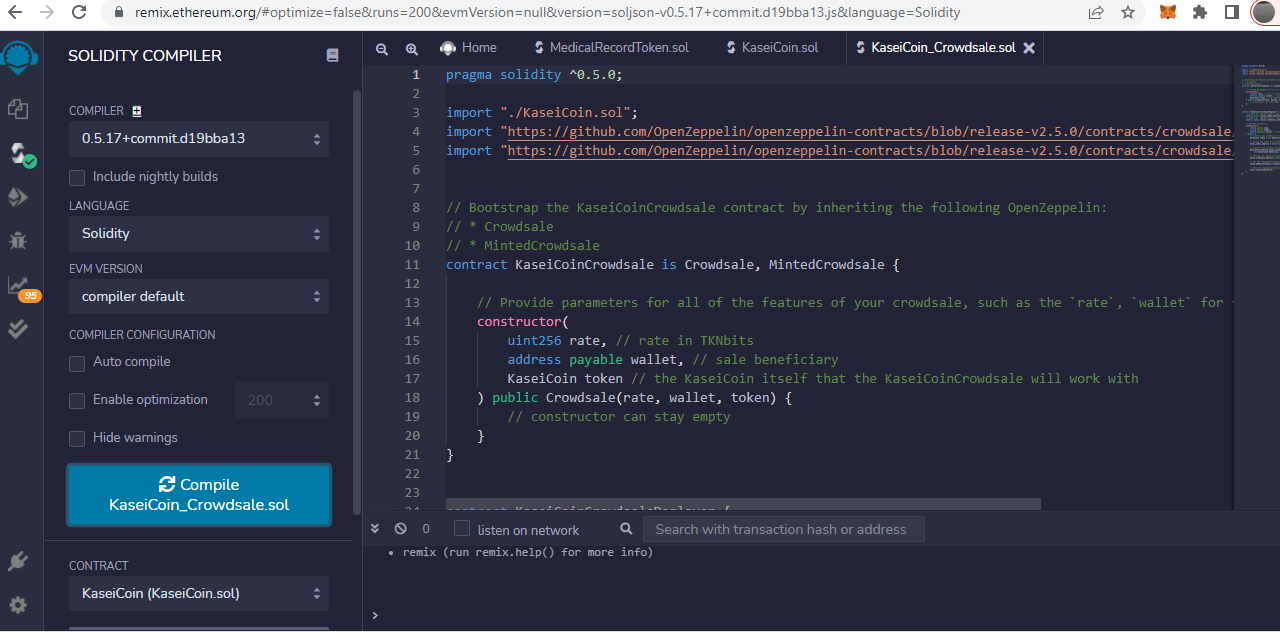 remix.ethereum.org/#optimize=false&runs=200&evmVersion=null&version=soljson-v0.5.17+commit.d19bba13.js&language=Solidity
SOLIDITY COMPILER
COMPILER
0.5.17+commit.d19bba13
Include nightly builds
LANGUAGE
Solidity
EVM VERSION
compiler default
COMPILER CONFIGURATION
Auto compile
Enable optimization
200
Hide warnings
Compile
KaseiCoin_Crowdsale.sol
CONTRACT
KaseiCoin (KaseiCoin.sol)
95
Home
MedicalRecordToken.sol
KaseiCoin.sol
KaseiCoin_Crowdsale.sol
1 pragma solidity ^0.5.0;
2
3 import "./KaseiCoin.sol";
4 import "https://github.com/OpenZeppelin/openzeppelin-contracts/blob/release-v2.5.0/contracts/crowdsale/
5 import "https://github.com/OpenZeppelin/openzeppelin-contracts/blob/release-v2.5.0/contracts/crowdsale/
6
7
8 // Bootstrap the KaseiCoinCrowdsale contract by inheriting the following OpenZeppelin:
9 // * Crowdsale
10 // * MintedCrowdsale
11 contract KaseiCoinCrowdsale is Crowdsale, MintedCrowdsale {
12
13 // Provide parameters for all of the features of your crowdsale, such as the `rate`, `wallet` for
14 constructor(
15 uint256 rate, // rate in TKNbits
16 address payable wallet, // sale beneficiary
17 KaseiCoin token // the KaseiCoin itself that the KaseiCoinCrowdsale will work with
18 ) public Crowdsale(rate, wallet, token) {
19 // constructor can stay empty
20 }
21 }
22
23
24 contract KaseiCoinCrowdsaleDeployer {
0
listen on network
Search with transaction hash or address
• remix (run remix.help() for more info)
>